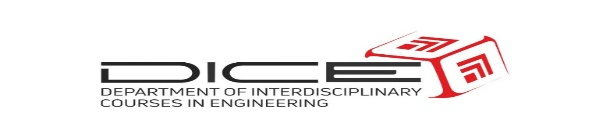 DICE
DEPARTMENT OF INTERDISCIPLINARY
COURSES IN ENGINEERING